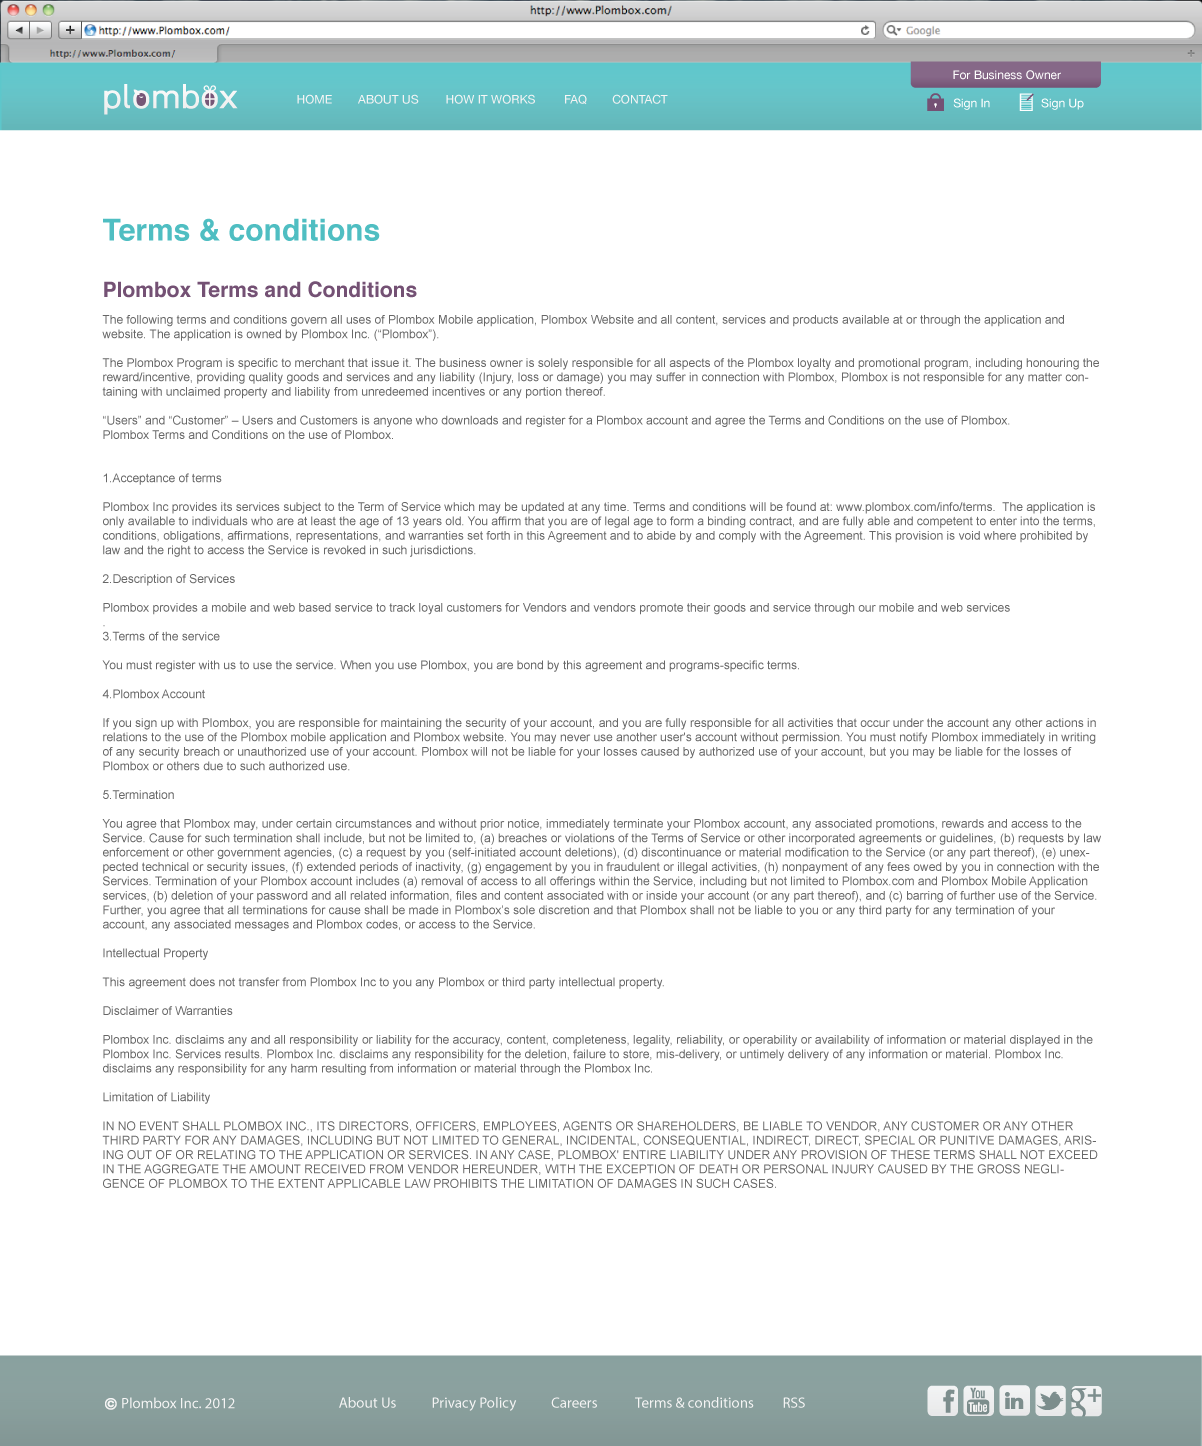 http://www.Plombox.com/
http://www.Plombox.com/
Google
http://www.Plombox.com/
For Business Owner
plombox
HOME ABOUT US HOW IT WORKS FAQ CONTACT
Sign In Sign Up
Terms & conditions
Plombox Terms and Conditions
The following terms and conditions govern all uses of Plombox Mobile application, Plombox Website and all content, services and products available at or through the application and
website. The application is owned by Plombox Inc. (“Plombox”).
The Plombox Program is specific to merchant that issue it. The business owner is solely responsible for all aspects of the Plombox loyalty and promotional program, including honouring the
reward/incentive, providing quality goods and services and any liability (Injury, loss or damage) you may suffer in connection with Plombox, Plombox is not responsible for any matter con-
taining with unclaimed property and liability from unredeemed incentives or any portion thereof.
“Users” and “Customer” – Users and Customers is anyone who downloads and register for a Plombox account and agree the Terms and Conditions on the use of Plombox.
Plombox Terms and Conditions on the use of Plombox.
1.Acceptance of terms
Plombox Inc provides its services subject to the Term of Service which may be updated at any time. Terms and conditions will be found at: www.plombox.com/info/terms.  The application is
only available to individuals who are at least the age of 13 years old. You affirm that you are of legal age to form a binding contract, and are fully able and competent to enter into the terms,
conditions, obligations, affirmations, representations, and warranties set forth in this Agreement and to abide by and comply with the Agreement. This provision is void where prohibited by
law and the right to access the Service is revoked in such jurisdictions.
2.Description of Services
Plombox provides a mobile and web based service to track loyal customers for Vendors and vendors promote their goods and service through our mobile and web services
.
3.Terms of the service
You must register with us to use the service. When you use Plombox, you are bond by this agreement and programs-specific terms.
4.Plombox Account
If you sign up with Plombox, you are responsible for maintaining the security of your account, and you are fully responsible for all activities that occur under the account any other actions in
relations to the use of the Plombox mobile application and Plombox website. You may never use another user's account without permission. You must notify Plombox immediately in writing
of any security breach or unauthorized use of your account. Plombox will not be liable for your losses caused by authorized use of your account, but you may be liable for the losses of
Plombox or others due to such authorized use.
5.Termination
You agree that Plombox may, under certain circumstances and without prior notice, immediately terminate your Plombox account, any associated promotions, rewards and access to the
Service. Cause for such termination shall include, but not be limited to, (a) breaches or violations of the Terms of Service or other incorporated agreements or guidelines, (b) requests by law
enforcement or other government agencies, (c) a request by you (self-initiated account deletions), (d) discontinuance or material modification to the Service (or any part thereof), (e) unex-
pected technical or security issues, (f) extended periods of inactivity, (g) engagement by you in fraudulent or illegal activities, (h) nonpayment of any fees owed by you in connection with the
Services. Termination of your Plombox account includes (a) removal of access to all offerings within the Service, including but not limited to Plombox.com and Plombox Mobile Application
services, (b) deletion of your password and all related information, files and content associated with or inside your account (or any part thereof), and (c) barring of further use of the Service.
Further, you agree that all terminations for cause shall be made in Plombox's sole discretion and that Plombox shall not be liable to you or any third party for any termination of your
account, any associated messages and Plombox codes, or access to the Service.
Intellectual Property
This agreement does not transfer from Plombox Inc to you any Plombox or third party intellectual property.
Disclaimer of Warranties
Plombox Inc. disclaims any and all responsibility or liability for the accuracy, content, completeness, legality, reliability, or operability or availability of information or material displayed in the
Plombox Inc. Services results. Plombox Inc. disclaims any responsibility for the deletion, failure to store, mis-delivery, or untimely delivery of any information or material. Plombox Inc.
disclaims any responsibility for any harm resulting from information or material through the Plombox Inc.
Limitation of Liability
IN NO EVENT SHALL PLOMBOX INC., ITS DIRECTORS, OFFICERS, EMPLOYEES, AGENTS OR SHAREHOLDERS, BE LIABLE TO VENDOR, ANY CUSTOMER OR ANY OTHER
THIRD PARTY FOR ANY DAMAGES, INCLUDING BUT NOT LIMITED TO GENERAL, INCIDENTAL, CONSEQUENTIAL, INDIRECT, DIRECT, SPECIAL OR PUNITIVE DAMAGES, ARIS-
ING OUT OF OR RELATING TO THE APPLICATION OR SERVICES. IN ANY CASE, PLOMBOX' ENTIRE LIABILITY UNDER ANY PROVISION OF THESE TERMS SHALL NOT EXCEED
IN THE AGGREGATE THE AMOUNT RECEIVED FROM VENDOR HEREUNDER, WITH THE EXCEPTION OF DEATH OR PERSONAL INJURY CAUSED BY THE GROSS NEGLI-
GENCE OF PLOMBOX TO THE EXTENT APPLICABLE LAW PROHIBITS THE LIMITATION OF DAMAGES IN SUCH CASES.
© Plombox Inc. 2012 About Us Privacy Policy Careers Terms & conditions RSS
f You Tube in g+